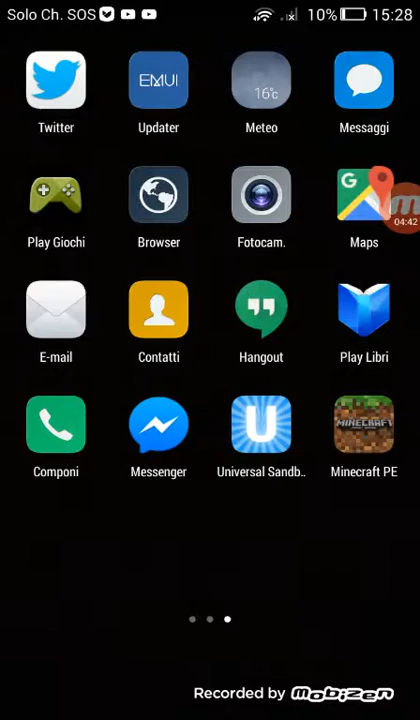 Solo Ch. SOS 10% 15:28
EMUI
16°c
Twitter Updater Meteo Messaggi
G
04:42
Play Giochi Browser Fotocam. Maps
E-mail Contatti Hangout Play Libri
U MINECRAFT
Componi Messenger Universal Sandb.. Minecraft PE
Recorded by Mobizen